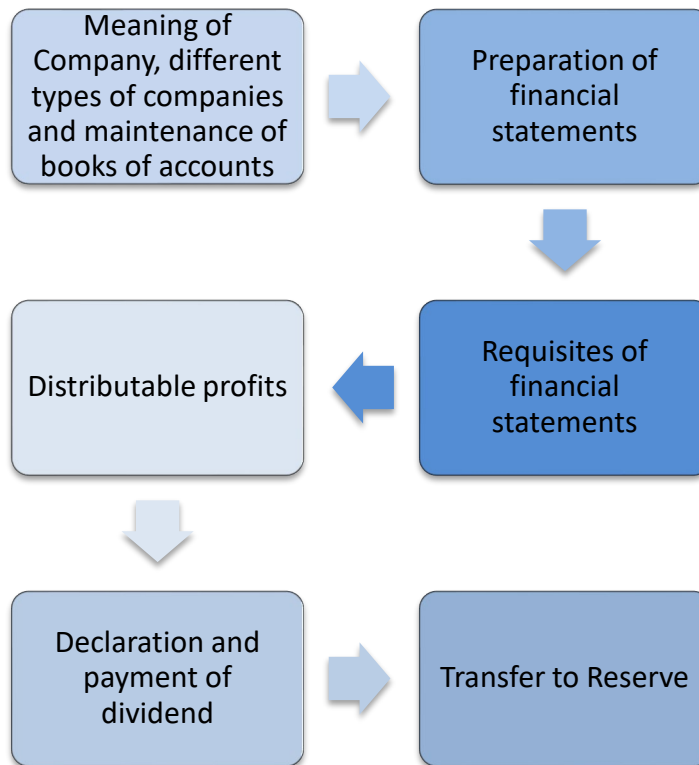 Meaning of
Company, different
types of companies
and maintenance of
books of accounts
Preparation of
financial
statements
Requisites of
financial
statements
Distributable profits
Declaration and
payment of
dividend
Transfer to Reserve